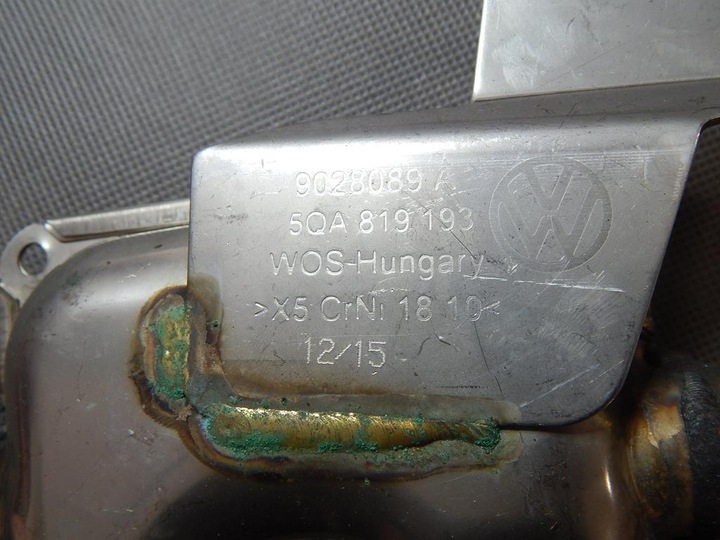 9028089 A
5QA 819 193
WOS-Hungary
>X5 CrNi 18 10<
12/15